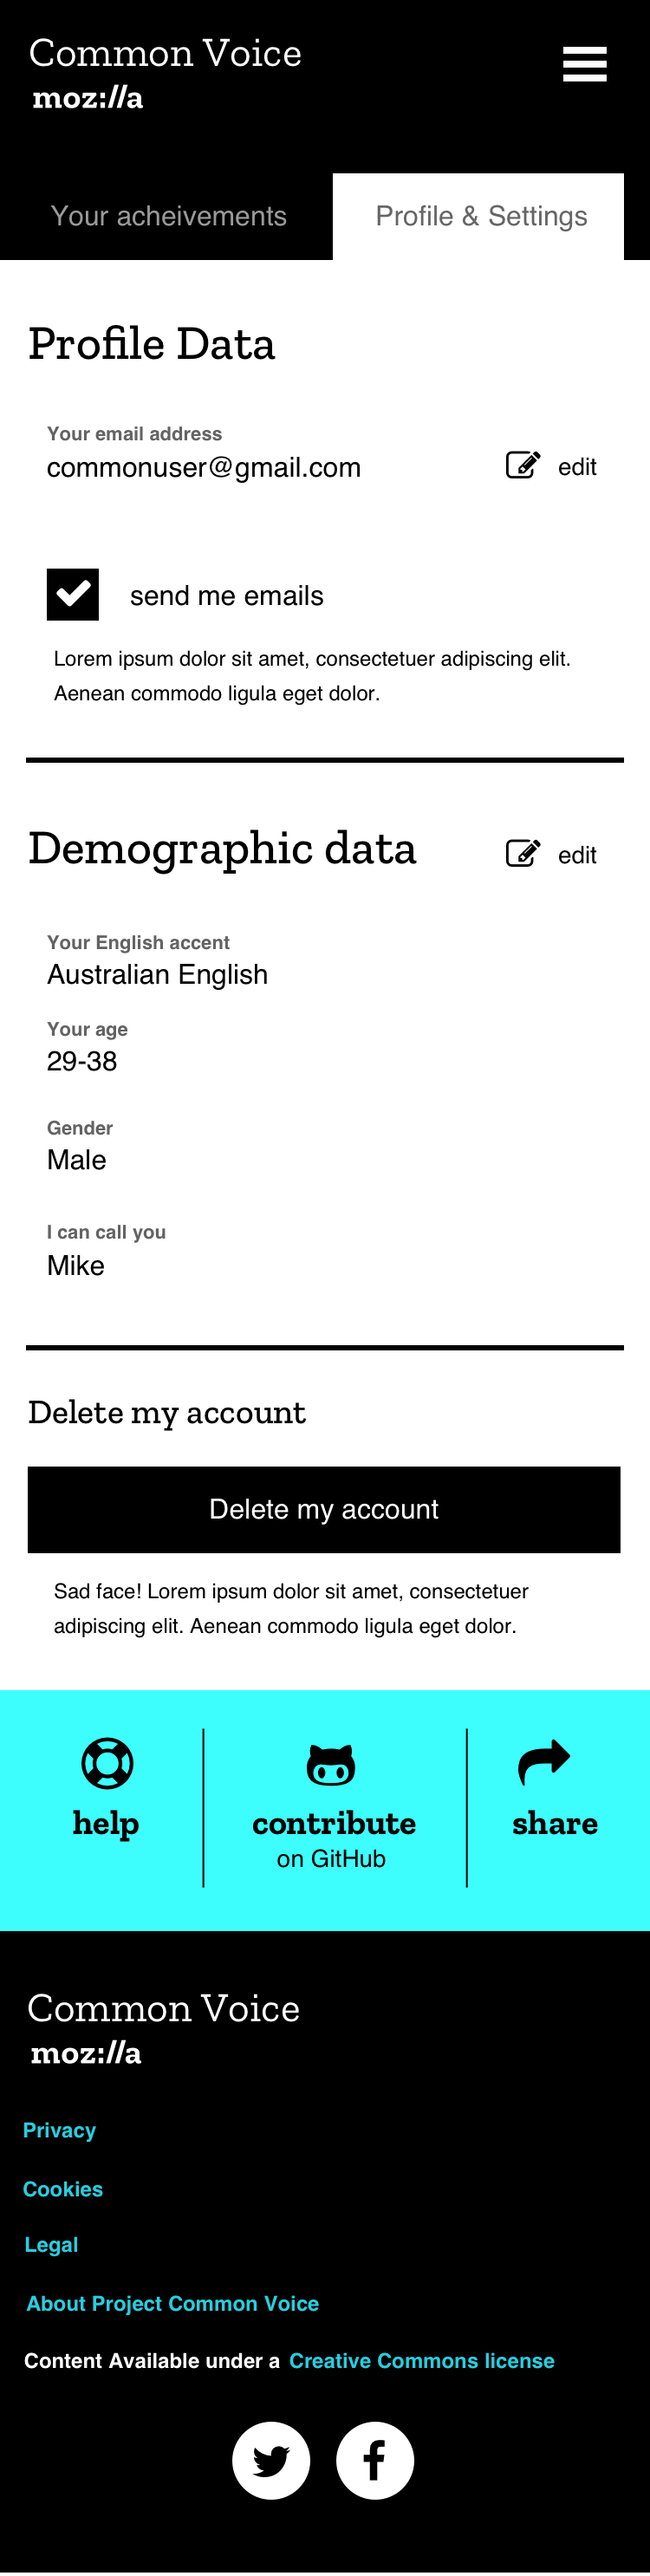 Common Voice
moz://a
Your acheivements
Profile & Settings
Profile Data
Your email address
commonuser@gmail.com
edit
send me emails
Lorem ipsum dolor sit amet, consectetuer adipiscing elit.
Aenean commodo ligula eget dolor.
Demographic data
edit
Your English accent
Australian English
Your age
29-38
Gender
Male
I can call you
Mike
Delete my account
Delete my account
Sad face! Lorem ipsum dolor sit amet, consectetuer
adipiscing elit. Aenean commodo ligula eget dolor.
help
contribute
on GitHub
share
Common Voice
moz://a
Privacy
Cookies
Legal
About Project Common Voice
Content Available under a Creative Commons license